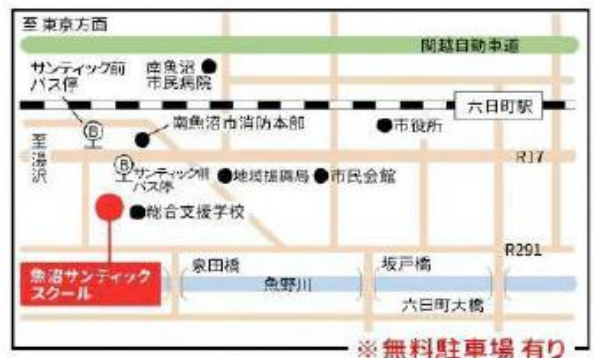 至 東京方面
関越自動車道
サンティック前
バス停
南魚沼
市民病院
六日町駅
B
南魚沼市消防本部
市役所
至湯沢
R17
B
サンティック前
バス停
地域振興局
市民会館
総合支援学校
R291
魚沼サンティック
スクール
泉田橋
坂戸橋
魚野川
六日町大橋
※無料駐車場 有り